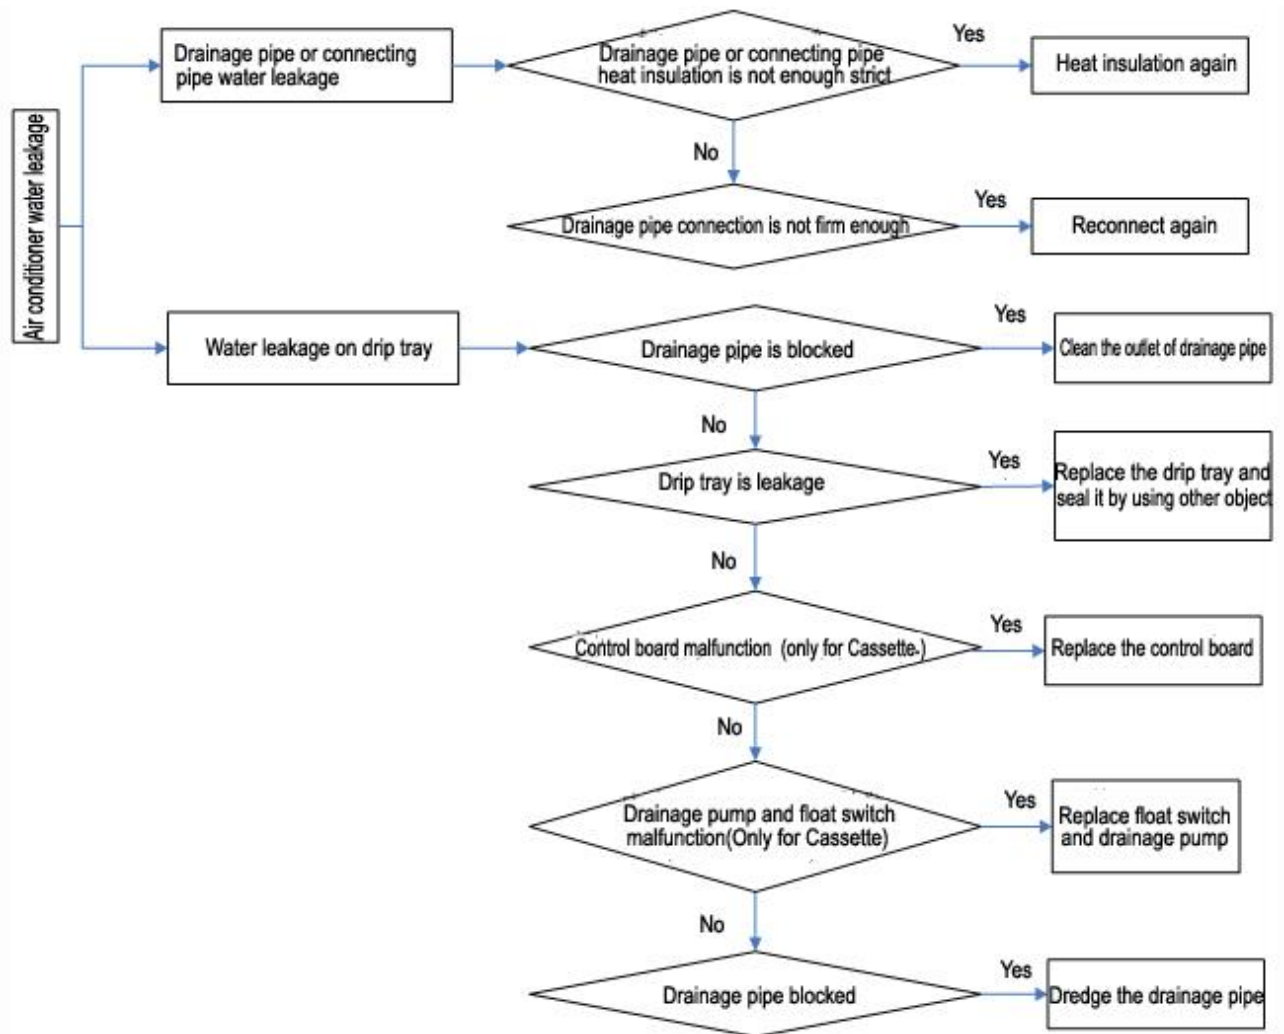 Air conditioner water leakage
Drainage pipe or connecting
pipe water leakage
Drainage pipe or connecting pipe
heat insulation is not enough strict
Yes
Heat insulation again
No
Drainage pipe connection is not firm enough
Yes
Reconnect again
Water leakage on drip tray
Drainage pipe is blocked
Yes
Clean the outlet of drainage pipe
No
Drip tray is leakage
Yes
Replace the drip tray and
seal it by using other object
No
Control board malfunction (only for Cassette.)
Yes
Replace the control board
No
Drainage pump and float switch
malfunction(Only for Cassette)
Yes
Replace float switch
and drainage pump
No
Drainage pipe blocked
Yes
Dredge the drainage pipe